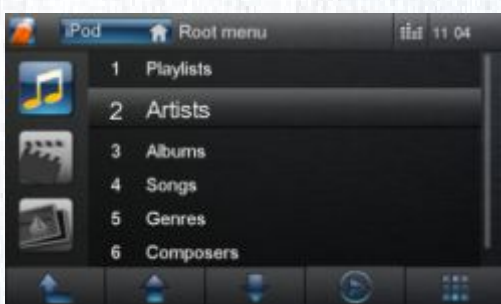 iPod Root menu 11 04
1 Playlists
2 Artists
3 Albums
4 Songs
5 Genres
6 Composers